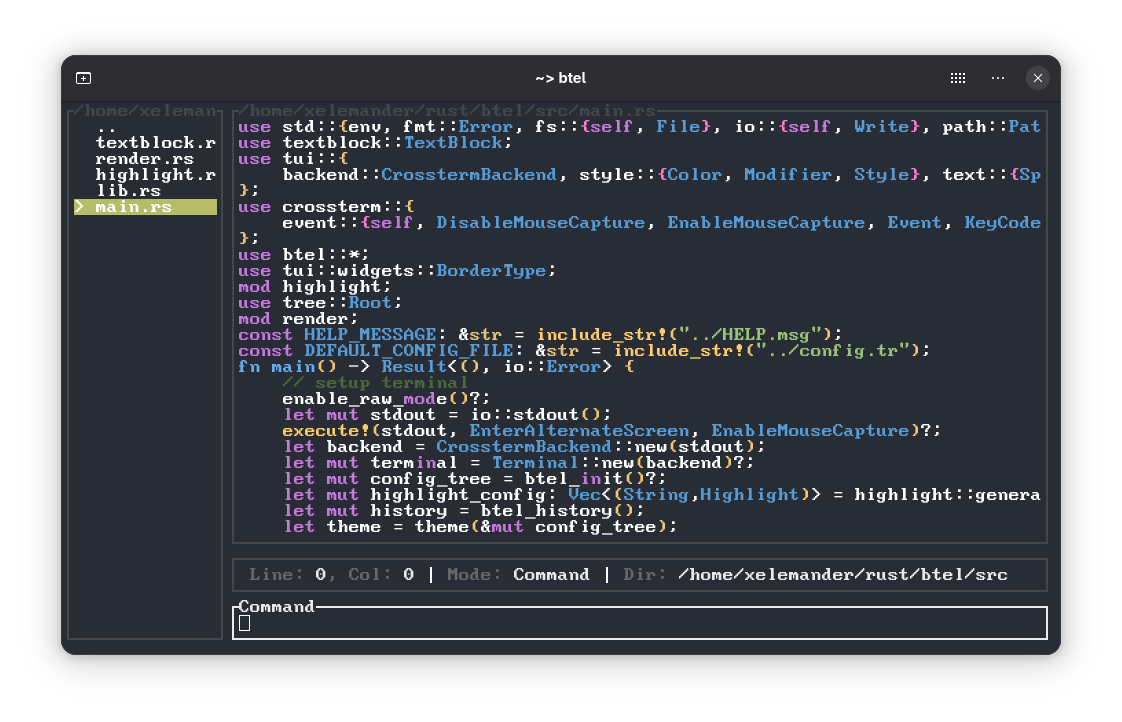 ~> btel
/home/xeleman
..
textblock.r
render.rs
highlight.r
lib.rs
> main.rs
/home/xelemander/rust/btel/src/main.rs
use std::{env, fmt::Error, fs::{self, File}, io::{self, Write}, path::Pat
use textblock::TextBlock;
use tui::{
    backend::CrosstermBackend, style::{Color, Modifier, Style}, text::{Sp
};
use crossterm::{
    event::{self, DisableMouseCapture, EnableMouseCapture, Event, KeyCode
};
use btel::*;
use tui::widgets::BorderType;
mod highlight;
use tree::Root;
mod render;
const HELP_MESSAGE: &str = include_str!("../HELP.msg");
const DEFAULT_CONFIG_FILE: &str = include_str!("../config.tr");
fn main() -> Result<(), io::Error> {
    // setup terminal
    enable_raw_mode()?;
    let mut stdout = io::stdout();
    execute!(stdout, EnterAlternateScreen, EnableMouseCapture)?;
    let backend = CrosstermBackend::new(stdout);
    let mut terminal = Terminal::new(backend)?;
    let mut config_tree = btel_init()?;
    let mut highlight_config: Vec<(String,Highlight)> = highlight::genera
    let mut history = btel_history();
    let theme = theme(&mut config_tree);
Line: 0, Col: 0 | Mode: Command | Dir: /home/xelemander/rust/btel/src
Command